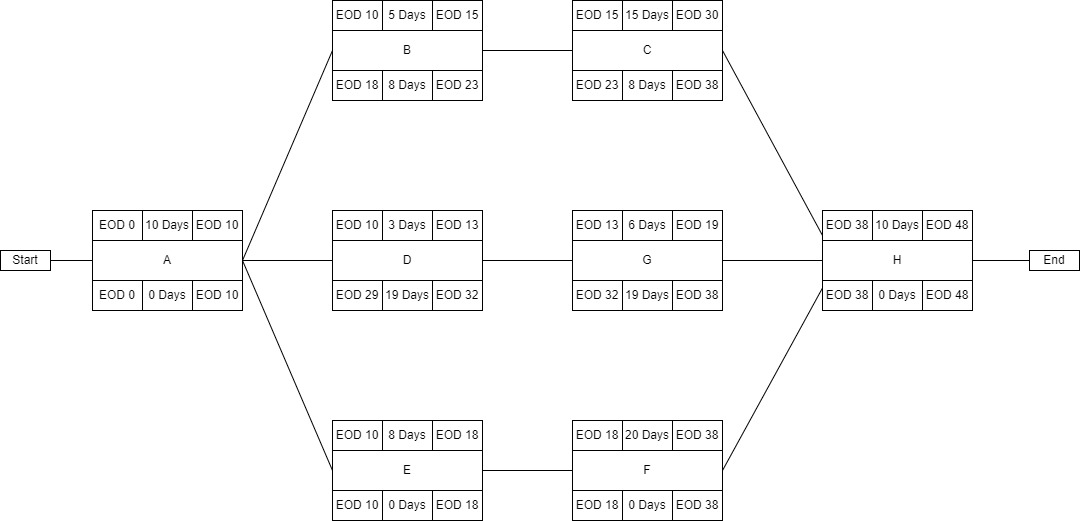 EOD 10 5 Days EOD 15
B
EOD 18 8 Days EOD 23
EOD 15 15 Days EOD 30
C
EOD 23 8 Days EOD 38
Start
EOD 0 10 Days EOD 10
A
EOD 0 0 Days EOD 10
EOD 10 3 Days EOD 13
D
EOD 29 19 Days EOD 32
EOD 13 6 Days EOD 19
G
EOD 32 19 Days EOD 38
EOD 38 10 Days EOD 48
H
EOD 38 0 Days EOD 48
End
EOD 10 8 Days EOD 18
E
EOD 10 0 Days EOD 18
EOD 18 20 Days EOD 38
F
EOD 18 0 Days EOD 38